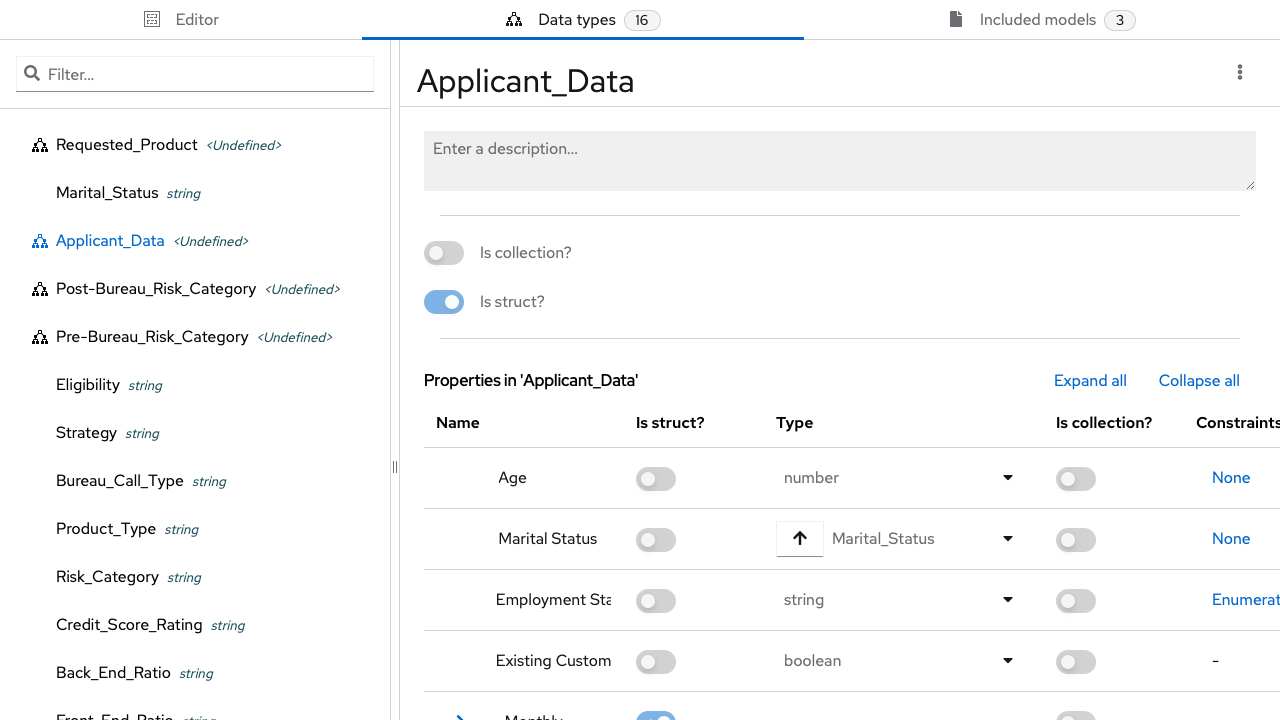 Editor
Data types 16
Included models 3
Filter...
Requested_Product <Undefined>
Marital_Status string
Applicant_Data <Undefined>
Post-Bureau_Risk_Category <Undefined>
Pre-Bureau_Risk_Category <Undefined>
Eligibility string
Strategy string
Bureau_Call_Type string
Product_Type string
Risk_Category string
Credit_Score_Rating string
Back_End_Ratio string
Front_End_Ratio string
Applicant_Data
Enter a description...
Is collection?
Is struct?
Properties in 'Applicant_Data'
Expand all Collapse all
Name Is struct? Type Is collection? Constraints
Age number None
Marital Status Marital_Status None
Employment Sta string Enumerat
Existing Custom boolean -
Monthly